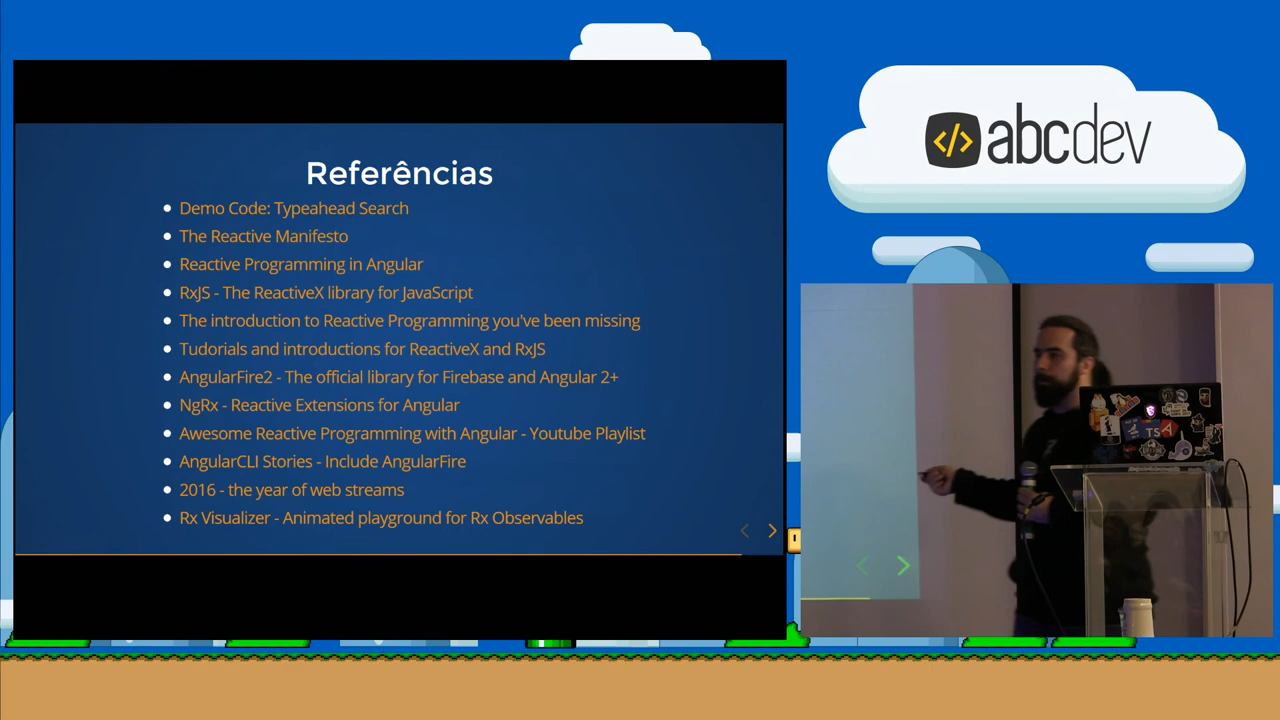 Referências
Demo Code: Typeahead Search
The Reactive Manifesto
Reactive Programming in Angular
RxJS - The ReactiveX library for JavaScript
The introduction to Reactive Programming you've been missing
Tudorials and introductions for ReactiveX and RxJS
AngularFire2 - The official library for Firebase and Angular 2+
NgRx - Reactive Extensions for Angular
Awesome Reactive Programming with Angular - Youtube Playlist
AngularCLI Stories - Include AngularFire
2016 - the year of web streams
Rx Visualizer - Animated playground for Rx Observables
</> abcdev
TS
A